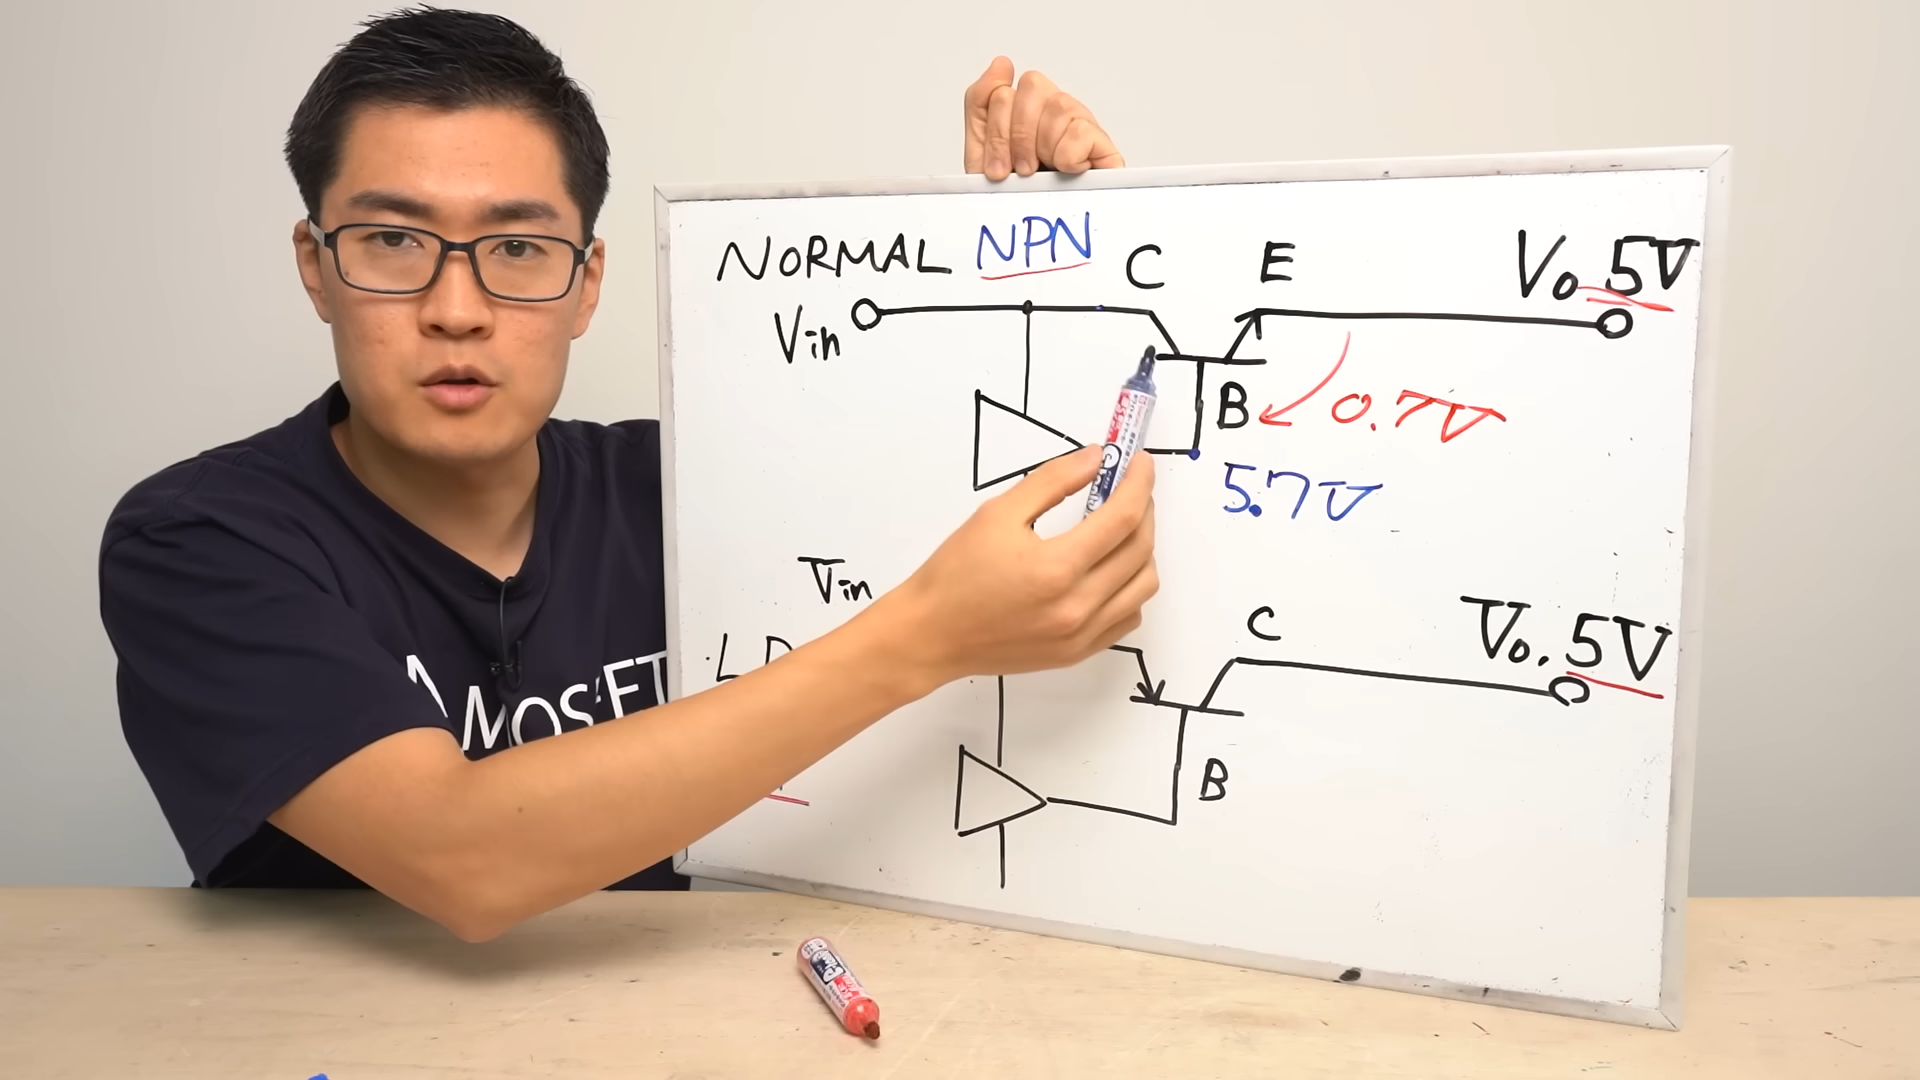 NORMAL NPN
C
E
Vo 5V
Vin
B
0.7V
5.7V
Vin
C
Vo. 5V
B
MOSFET